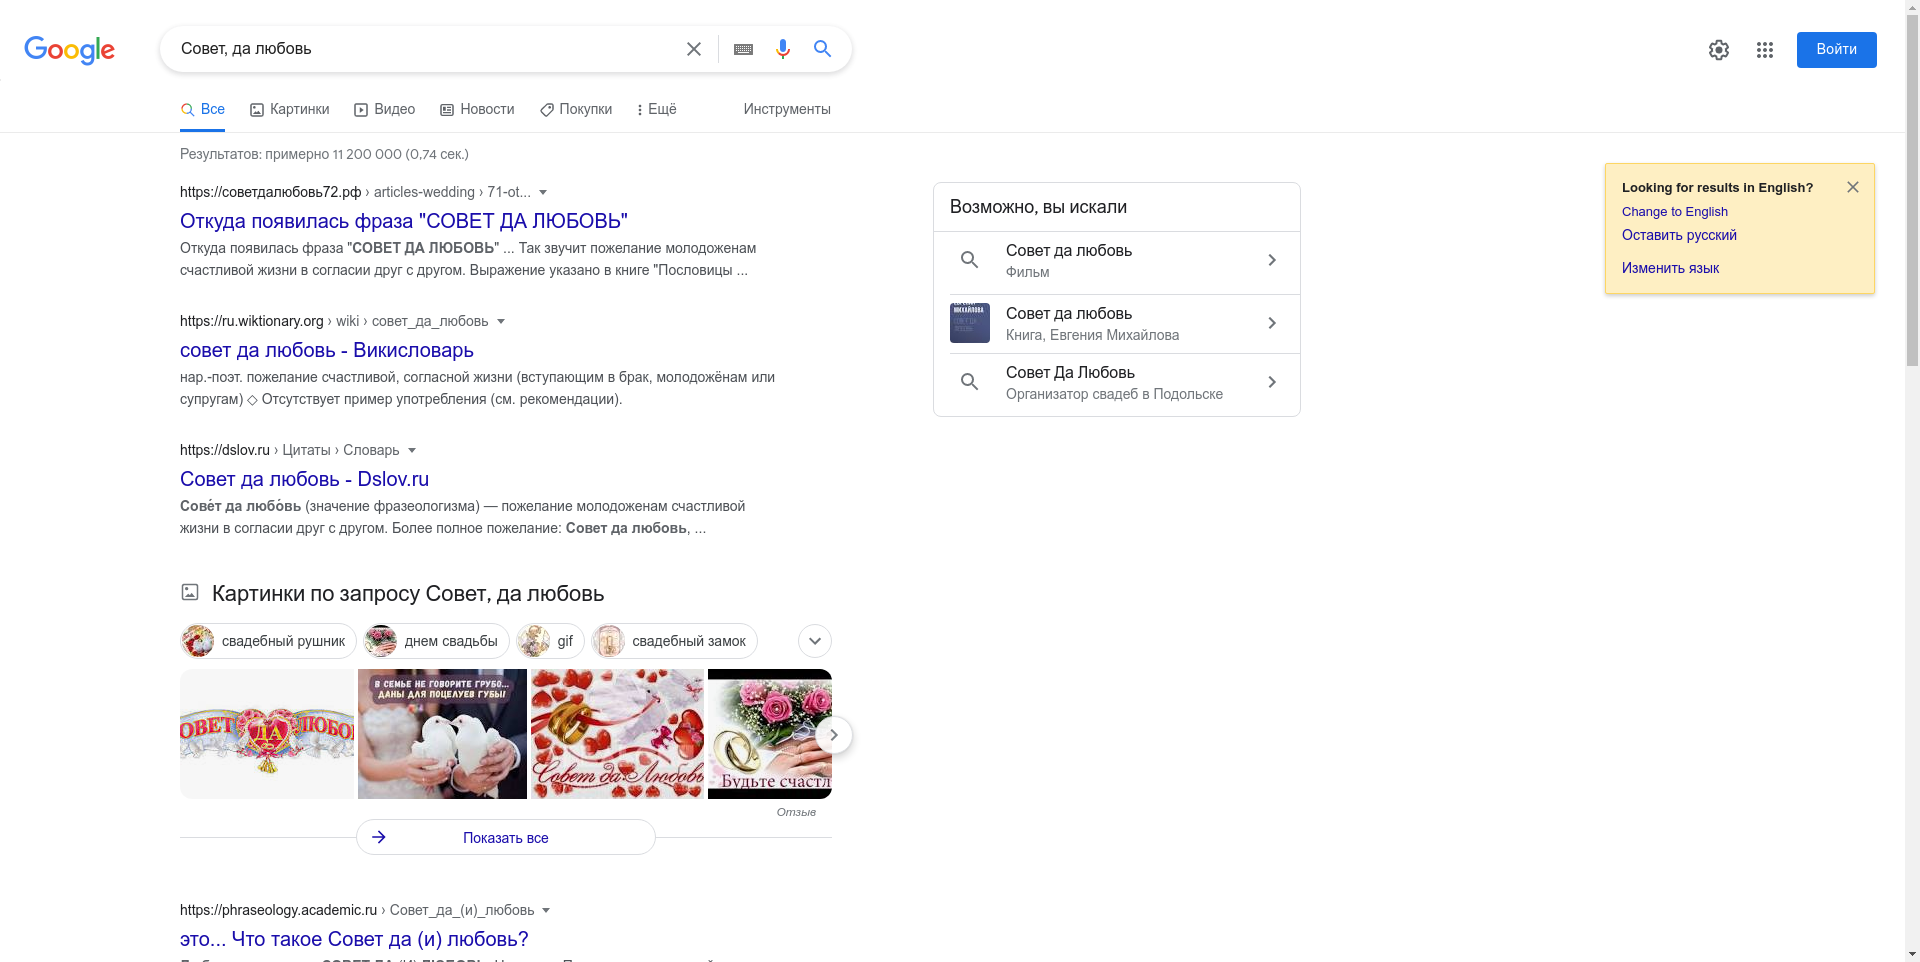 Google
Совет, да любовь
Войти
Все
Картинки
Видео
Новости
Покупки
Ещё
Инструменты
Результатов: примерно 11 200 000 (0,74 сек.)
https://советдалюбовь72.рф › articles-wedding › 71-ot...
Откуда появилась фраза "СОВЕТ ДА ЛЮБОВЬ"
Откуда появилась фраза "СОВЕТ ДА ЛЮБОВЬ" ... Так звучит пожелание молодоженам
счастливой жизни в согласии друг с другом. Выражение указано в книге "Пословицы ...
https://ru.wiktionary.org › wiki › совет_да_любовь
совет да любовь - Викисловарь
нар.-поэт. пожелание счастливой, согласной жизни (вступающим в брак, молодожёнам или
супругам) ◇ Отсутствует пример употребления (см. рекомендации).
https://dslov.ru › Цитаты › Словарь
Совет да любовь - Dslov.ru
Сове́т да любо́вь (значение фразеологизма) — пожелание молодоженам счастливой
жизни в согласии друг с другом. Более полное пожелание: Совет да любовь, ...
Картинки по запросу Совет, да любовь
свадебный рушник
днем свадьбы
gif
свадебный замок
ОВЕТ ДА ЛЮБО
В СЕМЬЕ НЕ ГОВОРИТЕ ГРУБО...
ДАНЫ ДЛЯ ПОЦЕЛУЕВ ГУБЫ!
Совет да Любовь
Будьте счастл
Отзыв
Показать все
https://phraseology.academic.ru › Совет_да_(и)_любовь
это... Что такое Совет да (и) любовь?
Возможно, вы искали
Совет да любовь
Фильм
МИХАЙЛОВА
Совет да любовь
Книга, Евгения Михайлова
Совет Да Любовь
Организатор свадеб в Подольске
Looking for results in English?
Change to English
Оставить русский
Изменить язык